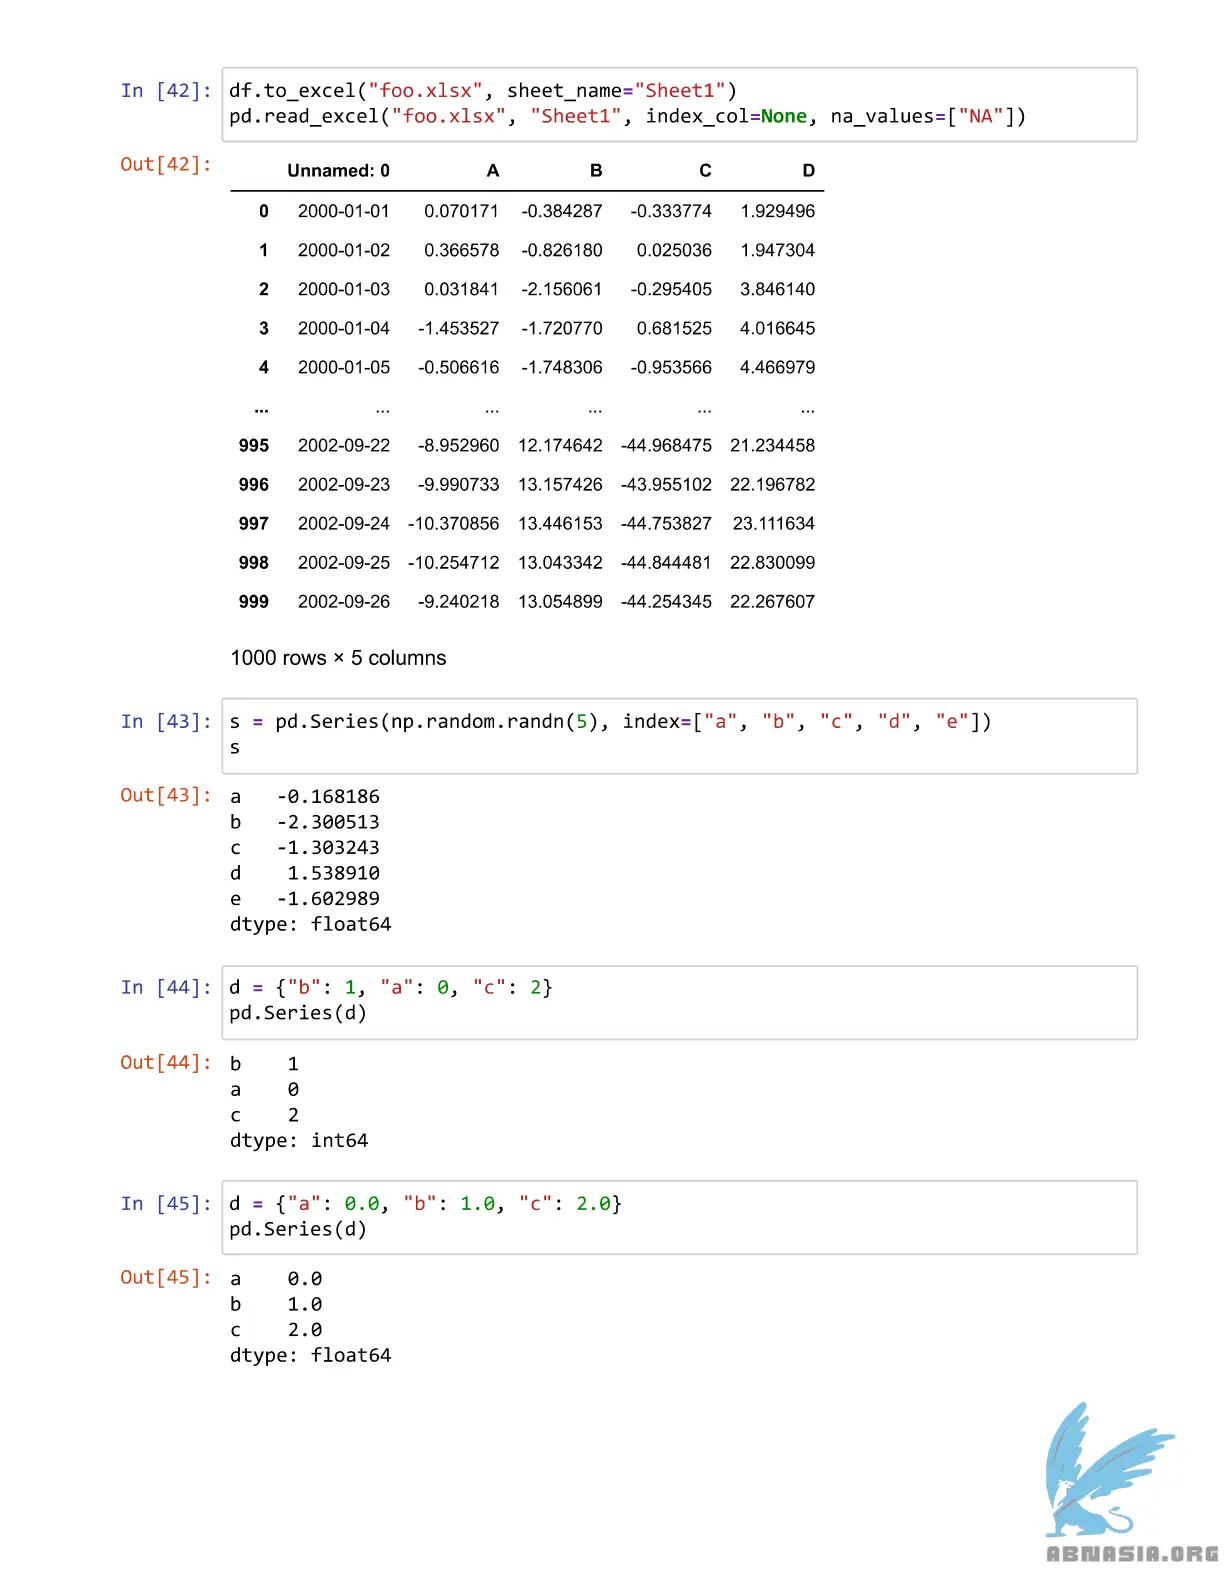 In [42]: df.to_excel("foo.xlsx", sheet_name="Sheet1")
pd.read_excel("foo.xlsx", "Sheet1", index_col=None, na_values=["NA"])
Out[42]:
Unnamed: 0 A B C D
0 2000-01-01 0.070171 -0.384287 -0.333774 1.929496
1 2000-01-02 0.366578 -0.826180 0.025036 1.947304
2 2000-01-03 0.031841 -2.156061 -0.295405 3.846140
3 2000-01-04 -1.453527 -1.720770 0.681525 4.016645
4 2000-01-05 -0.506616 -1.748306 -0.953566 4.466979
... ... ... ... ... ...
995 2002-09-22 -8.952960 12.174642 -44.968475 21.234458
996 2002-09-23 -9.990733 13.157426 -43.955102 22.196782
997 2002-09-24 -10.370856 13.446153 -44.753827 23.111634
998 2002-09-25 -10.254712 13.043342 -44.844481 22.830099
999 2002-09-26 -9.240218 13.054899 -44.254345 22.267607
1000 rows × 5 columns
In [43]: s = pd.Series(np.random.randn(5), index=["a", "b", "c", "d", "e"])
s
Out[43]: a -0.168186
b -2.300513
c -1.303243
d 1.538910
e -1.602989
dtype: float64
In [44]: d = {"b": 1, "a": 0, "c": 2}
pd.Series(d)
Out[44]: b 1
a 0
c 2
dtype: int64
In [45]: d = {"a": 0.0, "b": 1.0, "c": 2.0}
pd.Series(d)
Out[45]: a 0.0
b 1.0
c 2.0
dtype: float64
ABNASIA.ORG